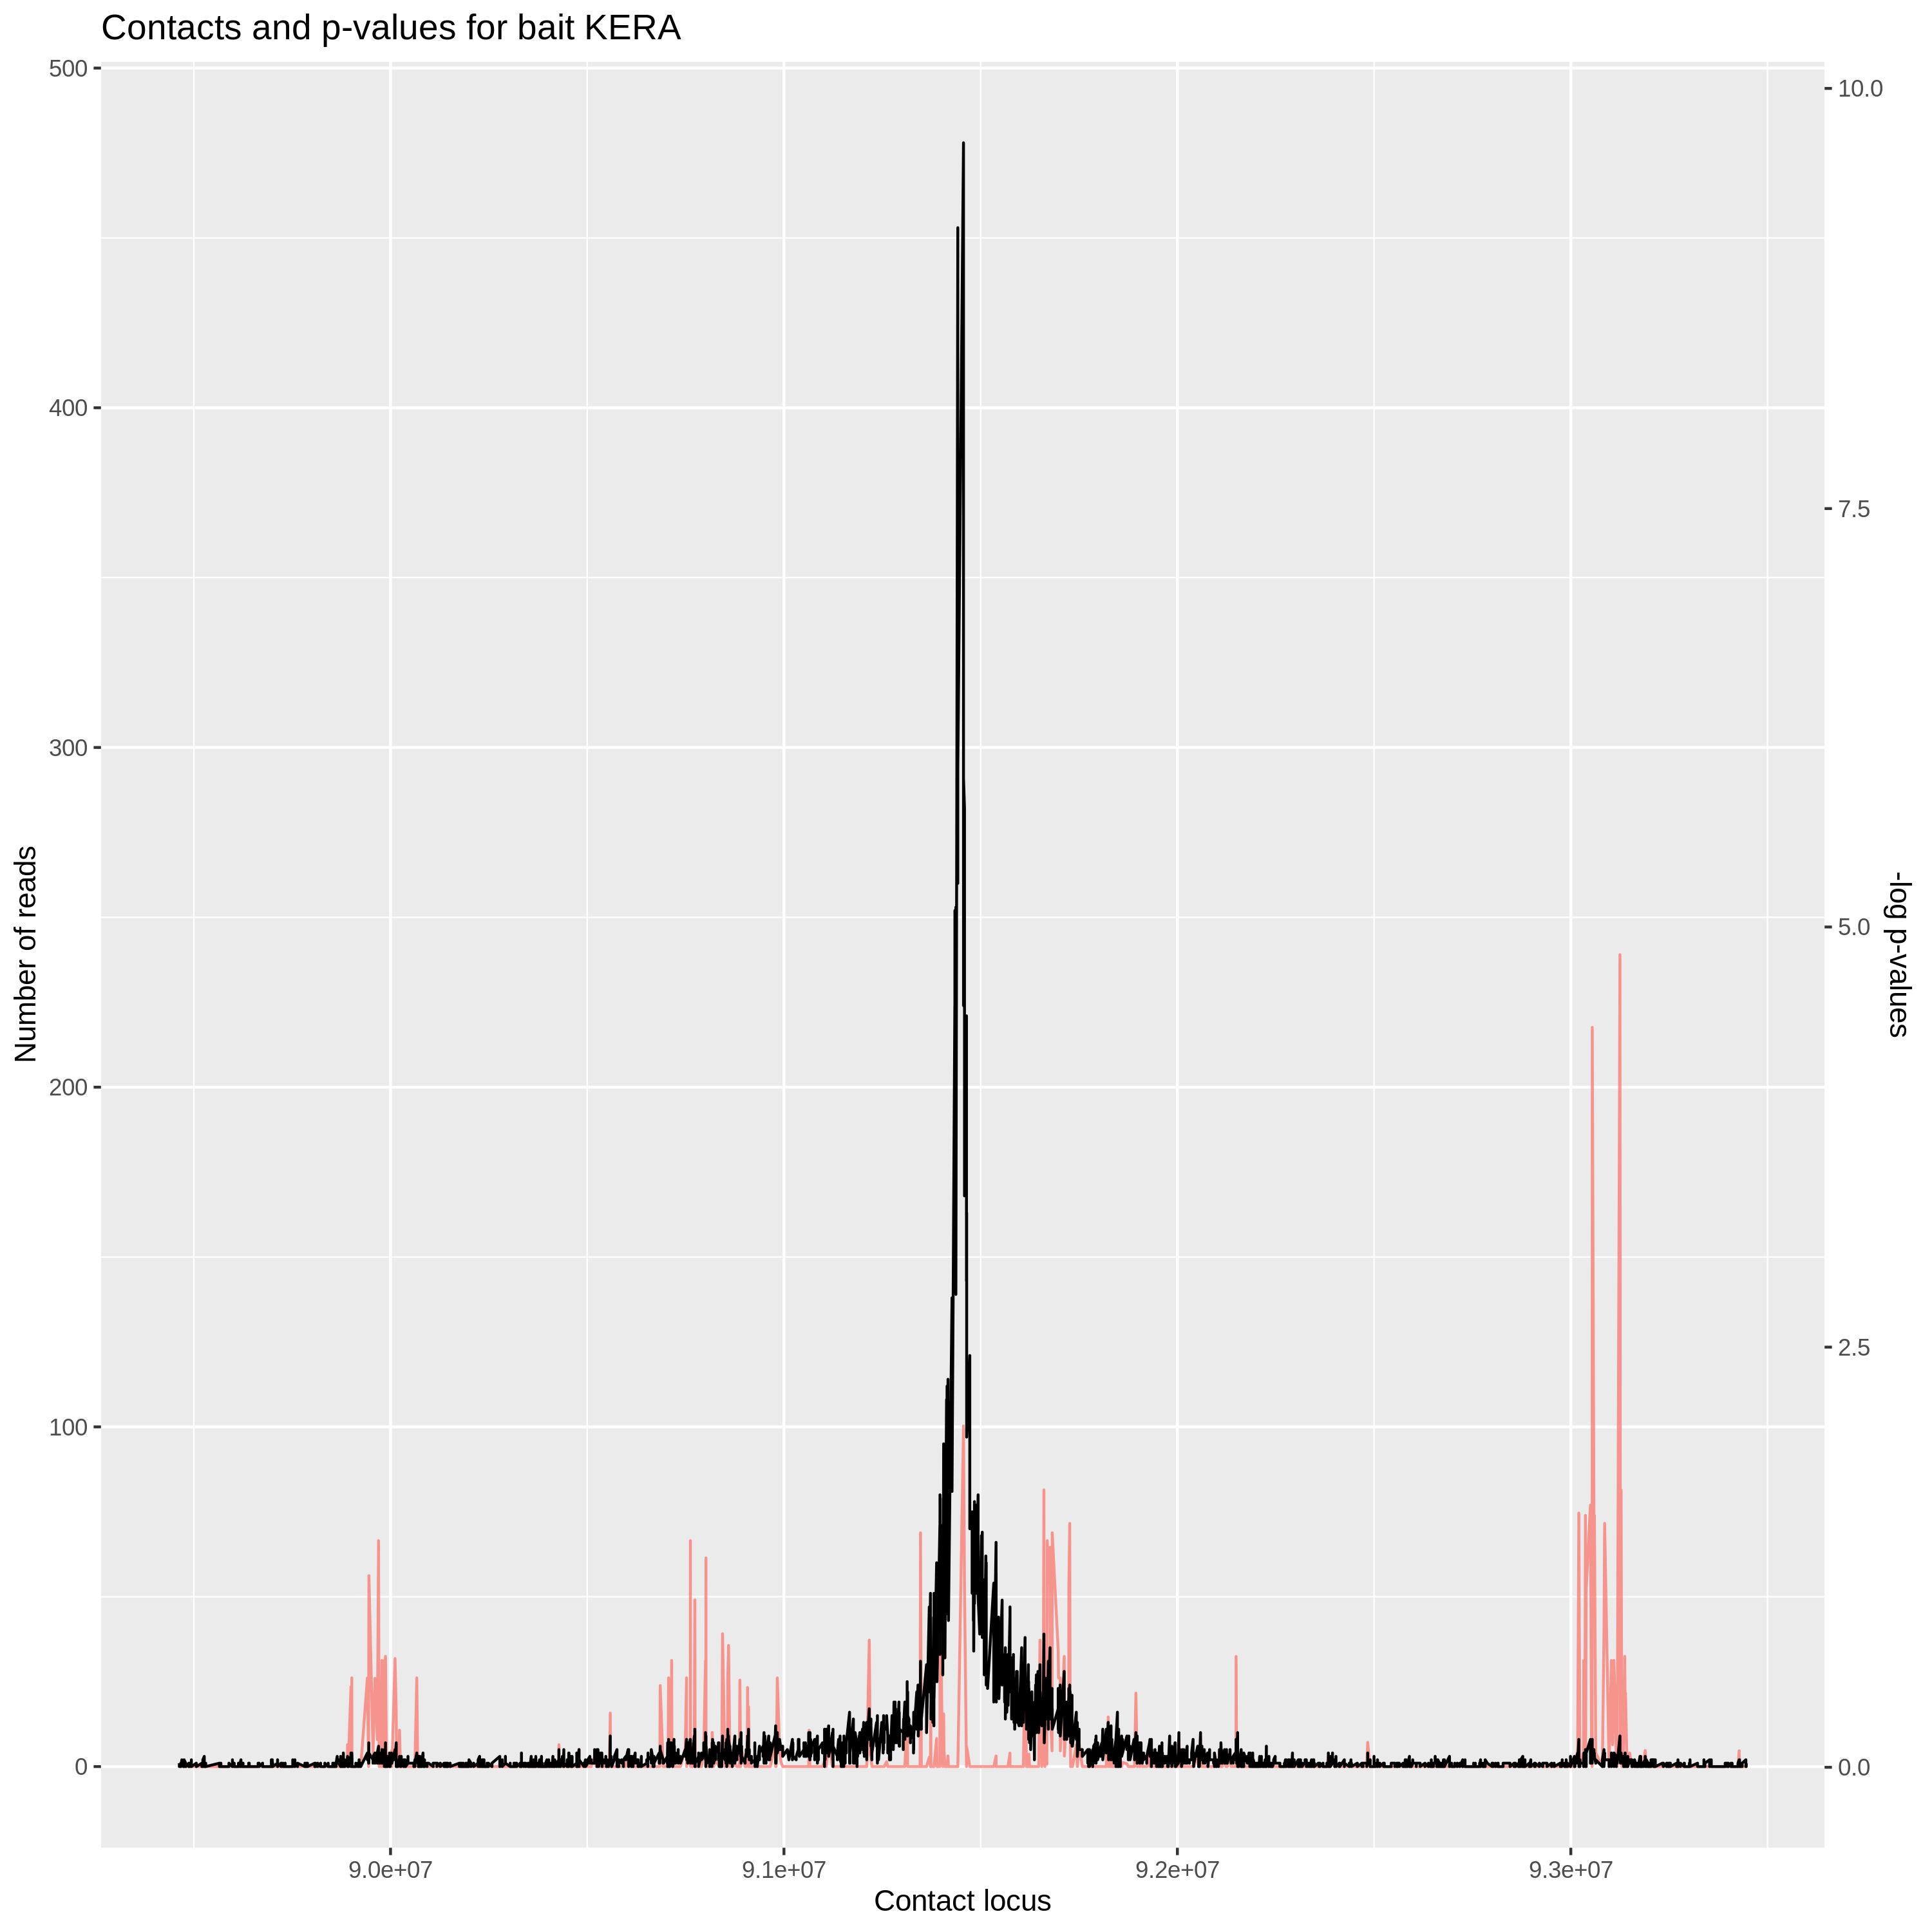 Contacts and p-values for bait KERA
500
400
300
200
100
0
Number of reads
10.0
7.5
5.0
2.5
0.0
-log p-values
9.0e+07
9.1e+07
9.2e+07
9.3e+07
Contact locus